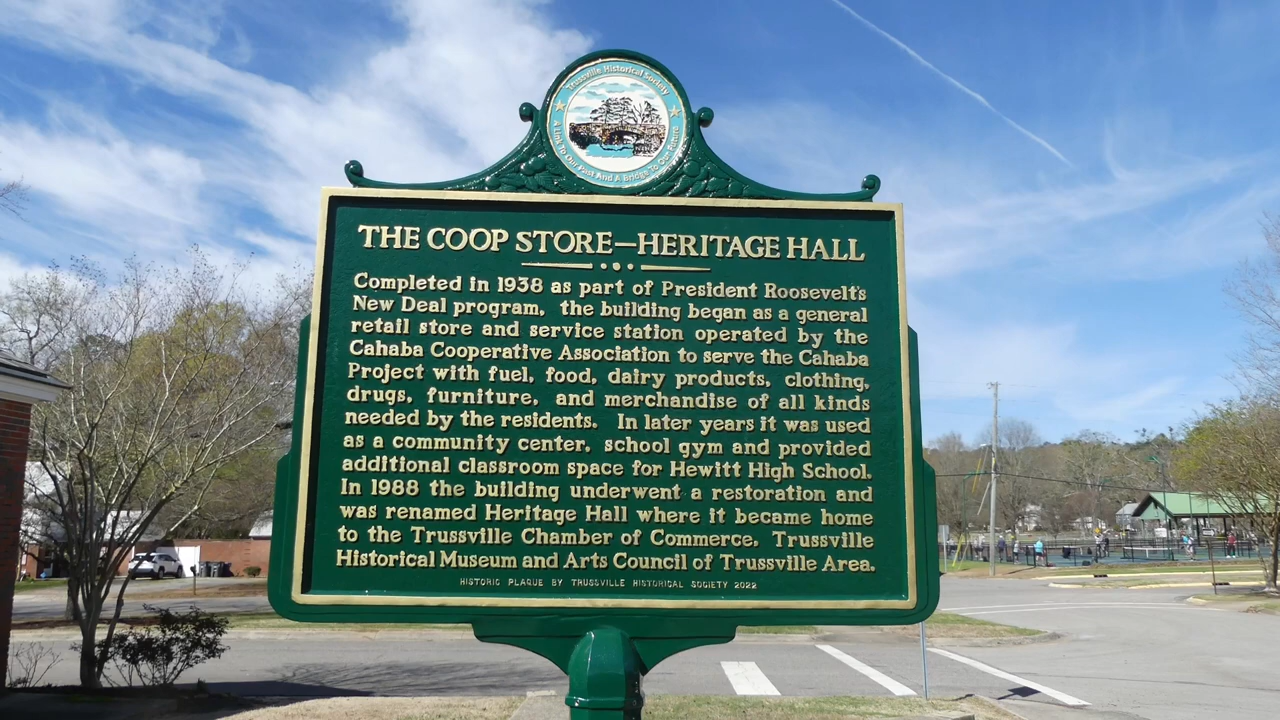 Trussville Historical Society
A Link To Our Past And A Bridge To Our Future
THE COOP STORE—HERITAGE HALL
Completed in 1938 as part of President Roosevelt's
New Deal program, the building began as a general
retail store and service station operated by the
Cahaba Cooperative Association to serve the Cahaba
Project with fuel, food, dairy products, clothing,
drugs, furniture, and merchandise of all kinds
needed by the residents. In later years it was used
as a community center, school gym and provided
additional classroom space for Hewitt High School.
In 1988 the building underwent a restoration and
was renamed Heritage Hall where it became home
to the Trussville Chamber of Commerce, Trussville
Historical Museum and Arts Council of Trussville Area.
HISTORIC PLAQUE BY TRUSSVILLE HISTORICAL SOCIETY 2022